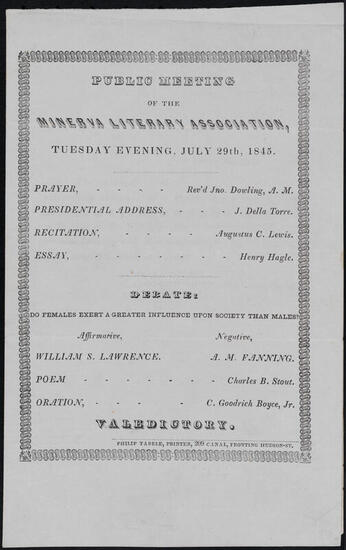 PUBLIC MEETING
OF THE
MINERVA LITERARY ASSOCIATION,
TUESDAY EVENING, JULY 29th, 1845.
PRAYER, - - - - Rev'd Jno. Dowling, A. M.
PRESIDENTIAL ADDRESS, - - - J. Della Torre.
RECITATION, - - - - - Augustus C. Lewis.
ESSAY, - - - - - - Henry Hagle.
DEBATE:
DO FEMALES EXERT A GREATER INFLUENCE UPON SOCIETY THAN MALES?
Affirmative, Negative,
WILLIAM S. LAWRENCE. A. M. FANNING.
POEM - - - - - - Charles B. Stout.
ORATION, - - - - C. Goodrich Boyce, Jr.
VALEDICTORY.
PHILIP TABELE, PRINTER, 209 CANAL, FRONTING HUDSON-ST.